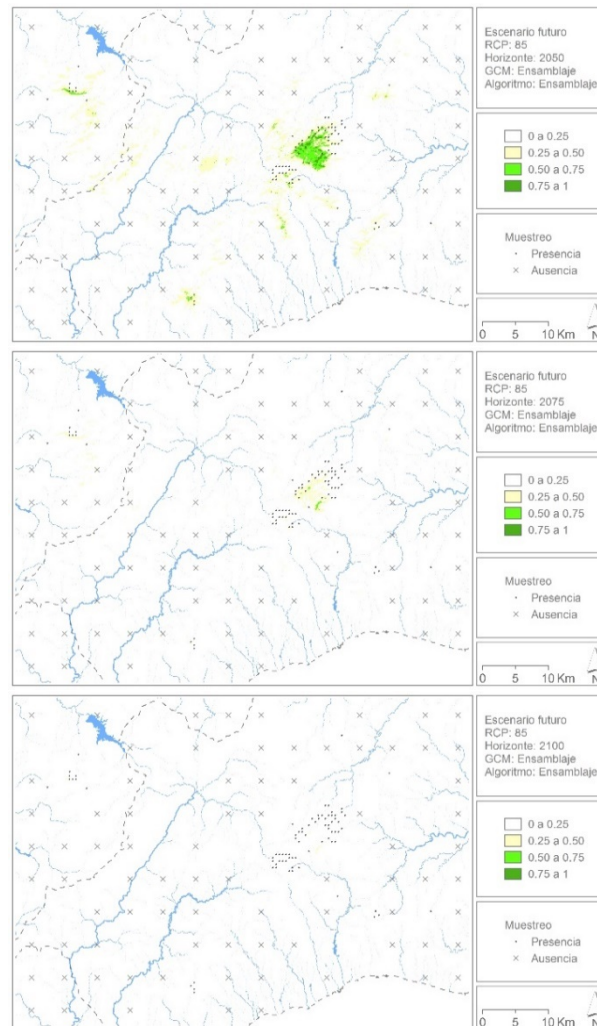 Escenario futuro
RCP: 85
Horizonte: 2050
GCM: Ensamblaje
Algoritmo: Ensamblaje
0 a 0.25
0.25 a 0.50
0.50 a 0.75
0.75 a 1
Muestreo
Presencia
Ausencia
0 5 10 Km
N
Escenario futuro
RCP: 85
Horizonte: 2075
GCM: Ensamblaje
Algoritmo: Ensamblaje
0 a 0.25
0.25 a 0.50
0.50 a 0.75
0.75 a 1
Muestreo
Presencia
Ausencia
0 5 10 Km
N
Escenario futuro
RCP: 85
Horizonte: 2100
GCM: Ensamblaje
Algoritmo: Ensamblaje
0 a 0.25
0.25 a 0.50
0.50 a 0.75
0.75 a 1
Muestreo
Presencia
Ausencia
0 5 10 Km
N